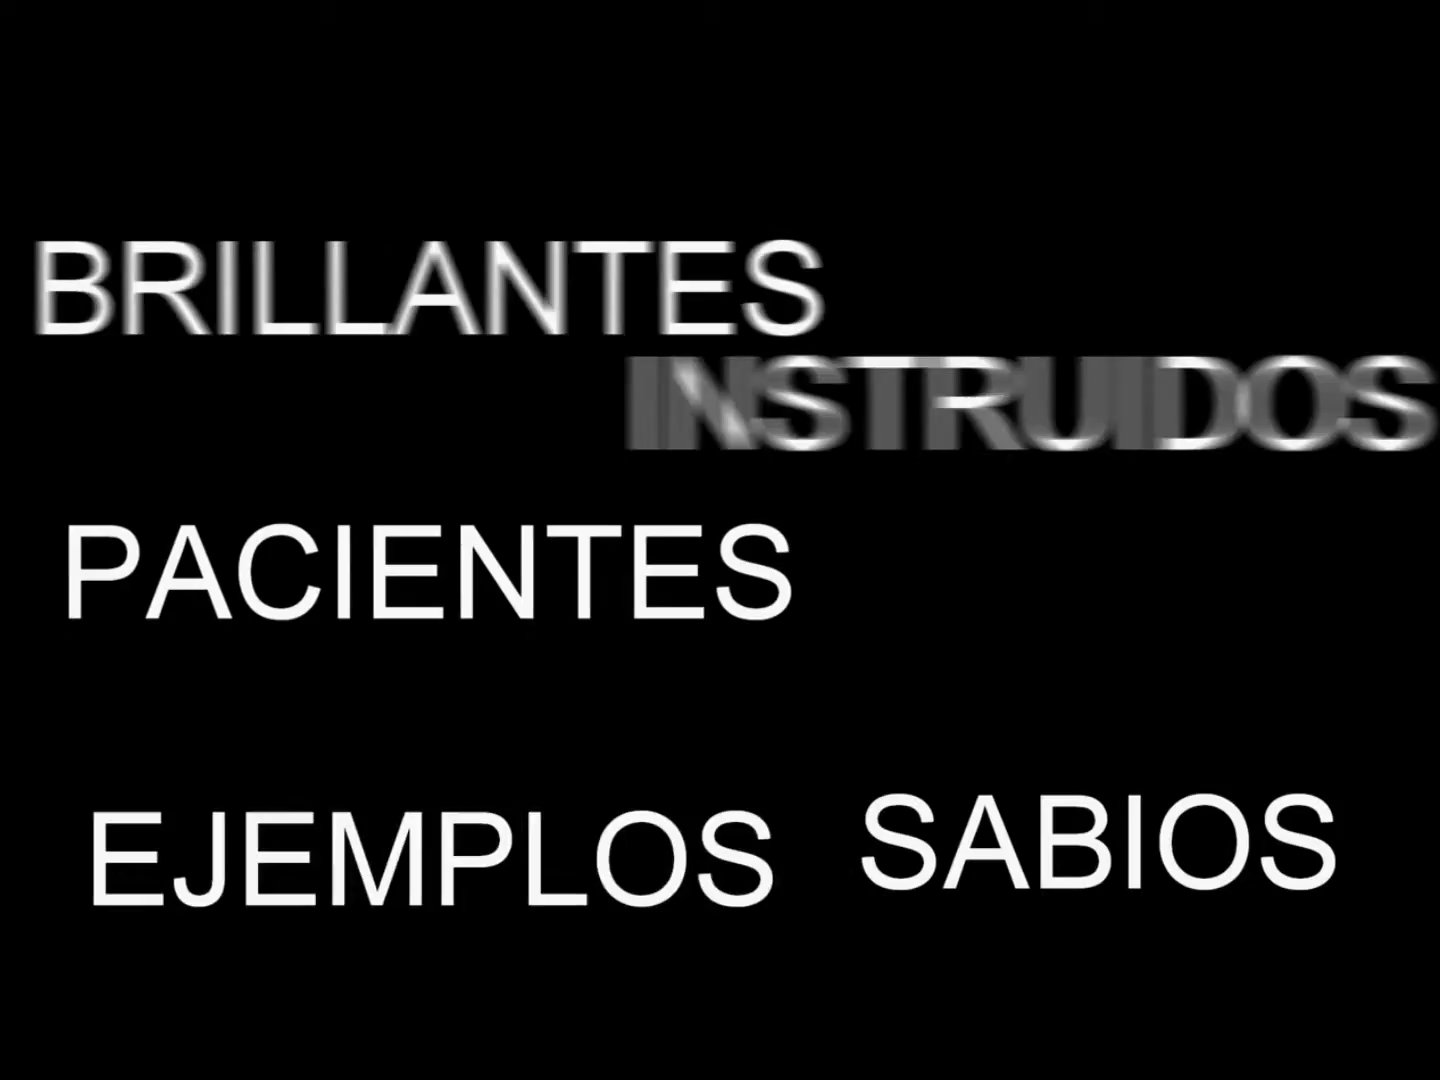 BRILLANTES
INSTRUIDOS
PACIENTES
EJEMPLOS
SABIOS